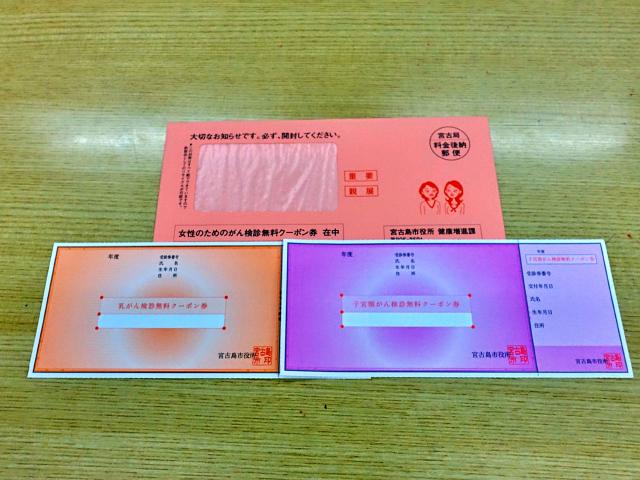 大切なお知らせです。必ず、開封してください。
宮古局
料金後納
郵便
重要
親展
女性のためのがん検診無料クーポン券 在中
宮古島市役所 健康増進課
年度
受診券番号
氏名
生年月日
住所
乳がん検診無料クーポン券
宮古島市役所
年度
受診券番号
氏名
生年月日
住所
子宮頸がん検診無料クーポン券
宮古島市役所
年度
子宮頸がん検診無料クーポン券
受診券番号
交付年月日
氏名
生年月日
住所
宮古島市役所